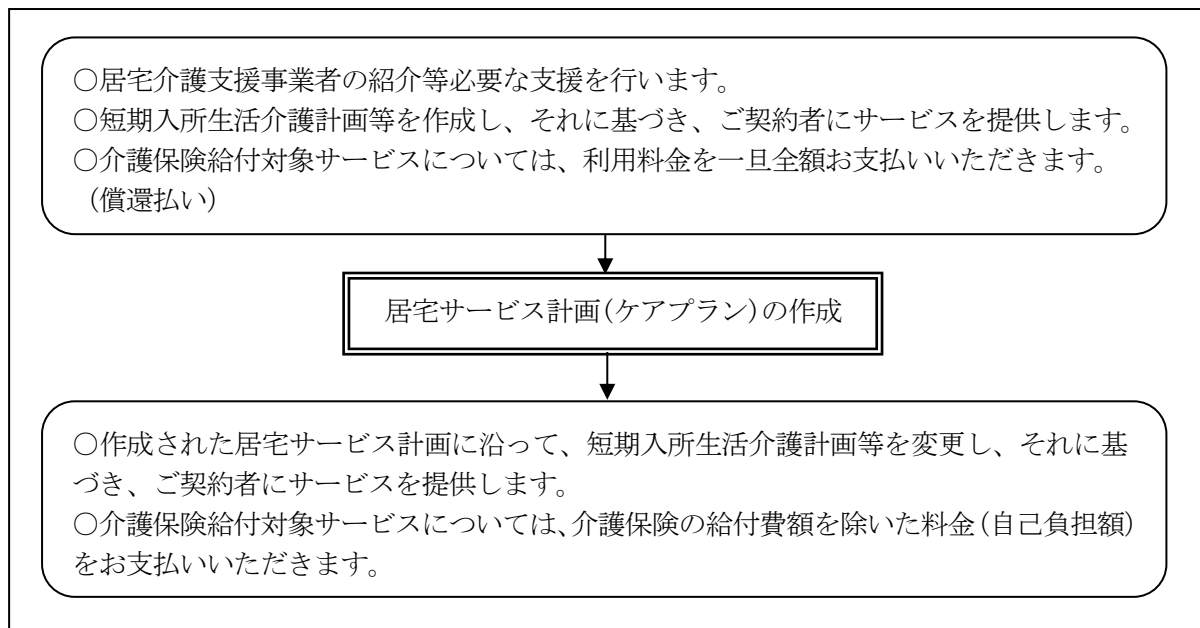 ○居宅介護支援事業者の紹介等必要な支援を行います。
○短期入所生活介護計画等を作成し、それに基づき、ご契約者にサービスを提供します。
○介護保険給付対象サービスについては、利用料金を一旦全額お支払いいただきます。
（償還払い）
居宅サービス計画(ケアプラン)の作成
○作成された居宅サービス計画に沿って、短期入所生活介護計画等を変更し、それに基
づき、ご契約者にサービスを提供します。
○介護保険給付対象サービスについては、介護保険の給付費額を除いた料金(自己負担額)
をお支払いいただきます。